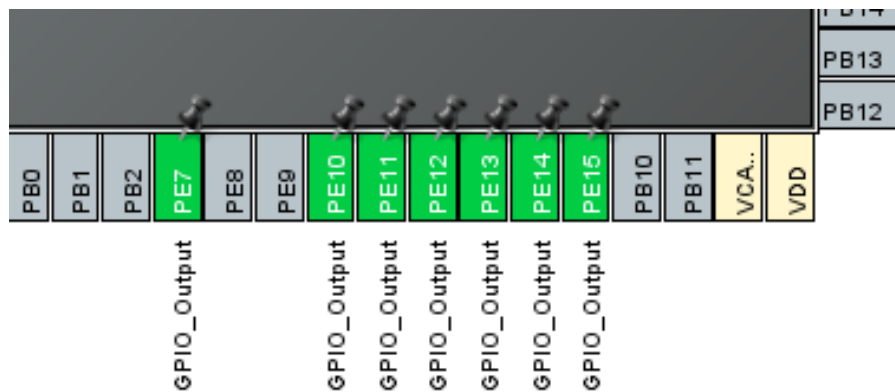 PB14
PB13
PB12
PB0
PB1
PB2
PE7
PE8
PE9
PE10
PE11
PE12
PE13
PE14
PE15
PB10
PB11
VCA..
VDD
GPIO_Output
GPIO_Output
GPIO_Output
GPIO_Output
GPIO_Output
GPIO_Output
GPIO_Output